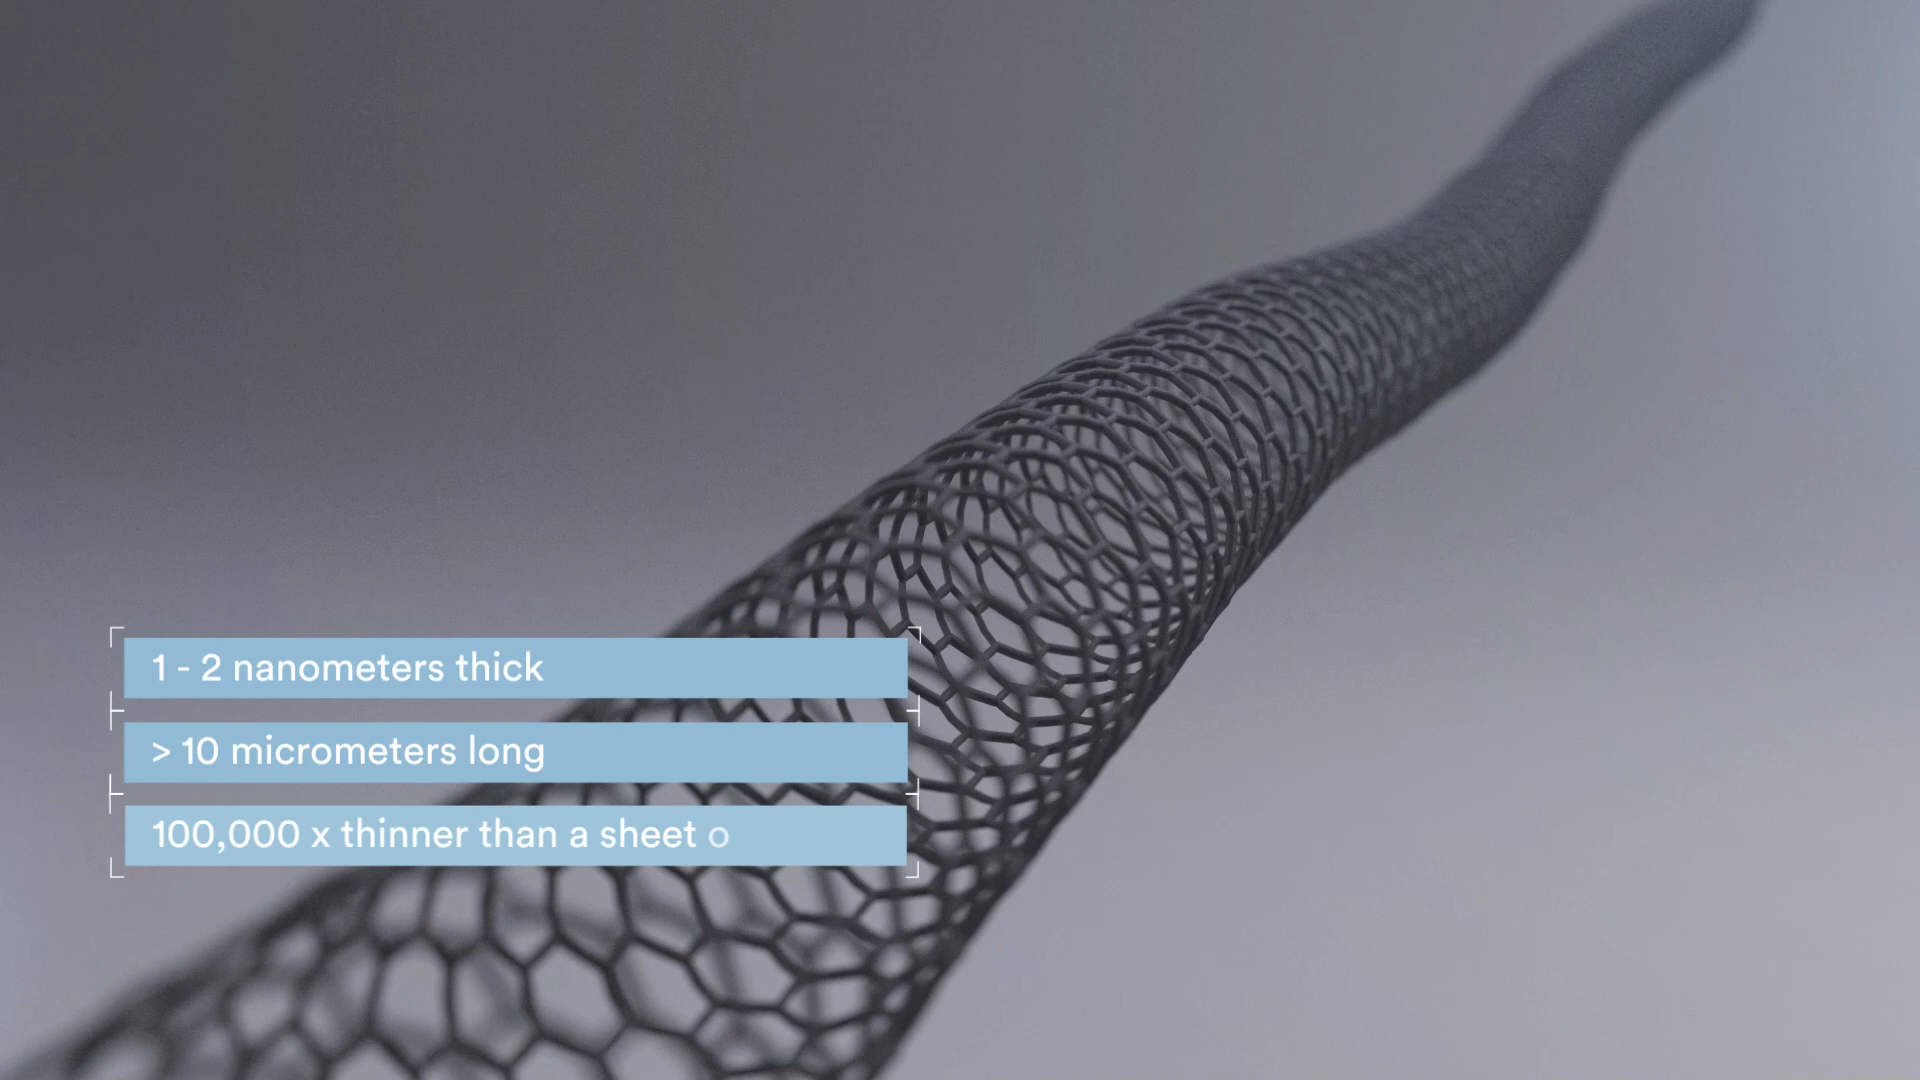 1 - 2 nanometers thick
> 10 micrometers long
100,000 x thinner than a sheet o